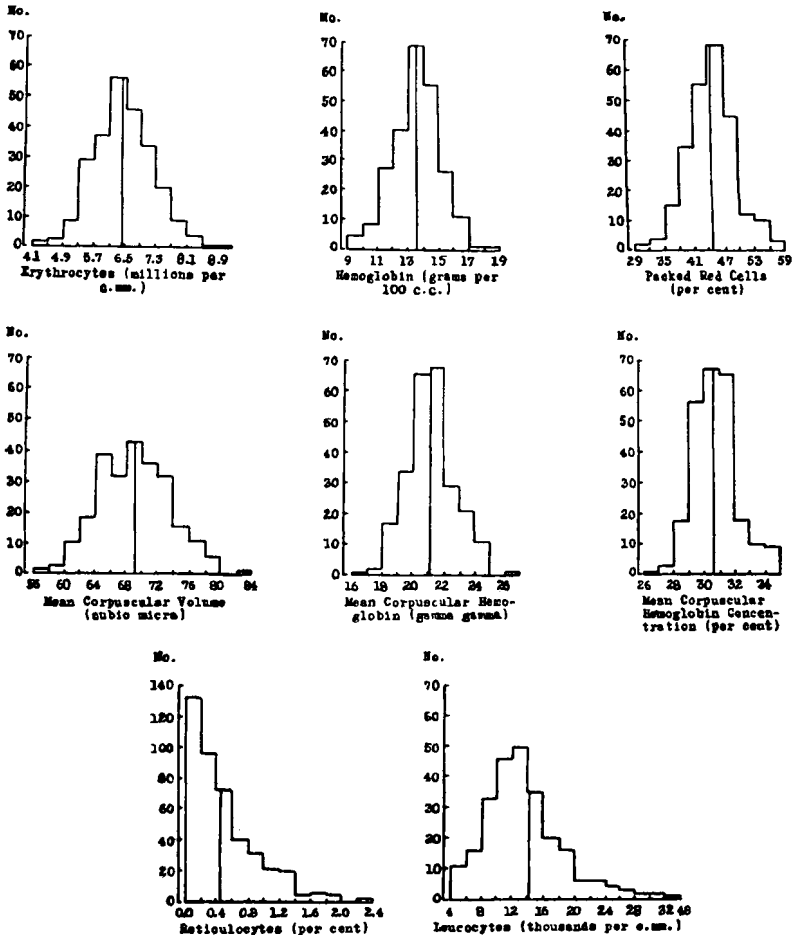 No.
70
60
50
40
30
20
10
0
4.1 4.9 5.7 6.5 7.3 8.1 8.9
Erythrocytes (millions per
c.mm.)
No.
70
60
50
40
30
20
10
0
9 11 13 15 17 19
Hemoglobin (grams per
100 c.c.)
No.
70
60
50
40
30
20
10
0
29 35 41 47 53 59
Packed Red Cells
(per cent)
No.
70
60
50
40
30
20
10
0
56 60 64 68 72 76 80 84
Mean Corpuscular Volume
(cubic micra)
No.
70
60
50
40
30
20
10
0
16 18 20 22 24 26
Mean Corpuscular Hemo-
globin (gamma gamma)
No.
70
60
50
40
30
20
10
0
26 28 30 32 34
Mean Corpuscular
Hemoglobin Concen-
tration (per cent)
No.
140
120
100
80
60
40
20
0
0.0 0.4 0.8 1.2 1.6 2.0 2.4
Reticulocytes (per cent)
No.
70
60
50
40
30
20
10
0
4 8 12 16 20 24 28 32 48
Leucocytes (thousands per c.mm.)